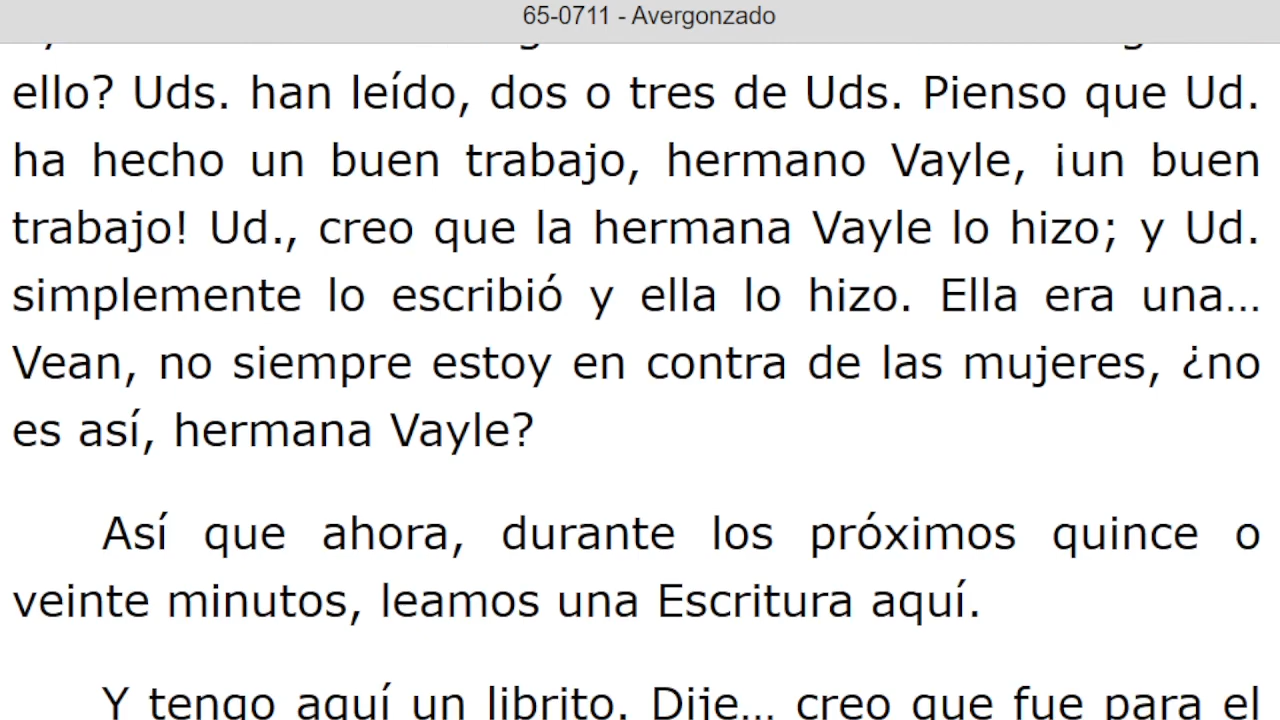 65-0711 - Avergonzado
ello? Uds. han leído, dos o tres de Uds. Pienso que Ud.
ha hecho un buen trabajo, hermano Vayle, ¡un buen
trabajo! Ud., creo que la hermana Vayle lo hizo; y Ud.
simplemente lo escribió y ella lo hizo. Ella era una...
Vean, no siempre estoy en contra de las mujeres, ¿no
es así, hermana Vayle?
Así que ahora, durante los próximos quince o
veinte minutos, leamos una Escritura aquí.
Y tengo aquí un librito. Dije... creo que fue para el